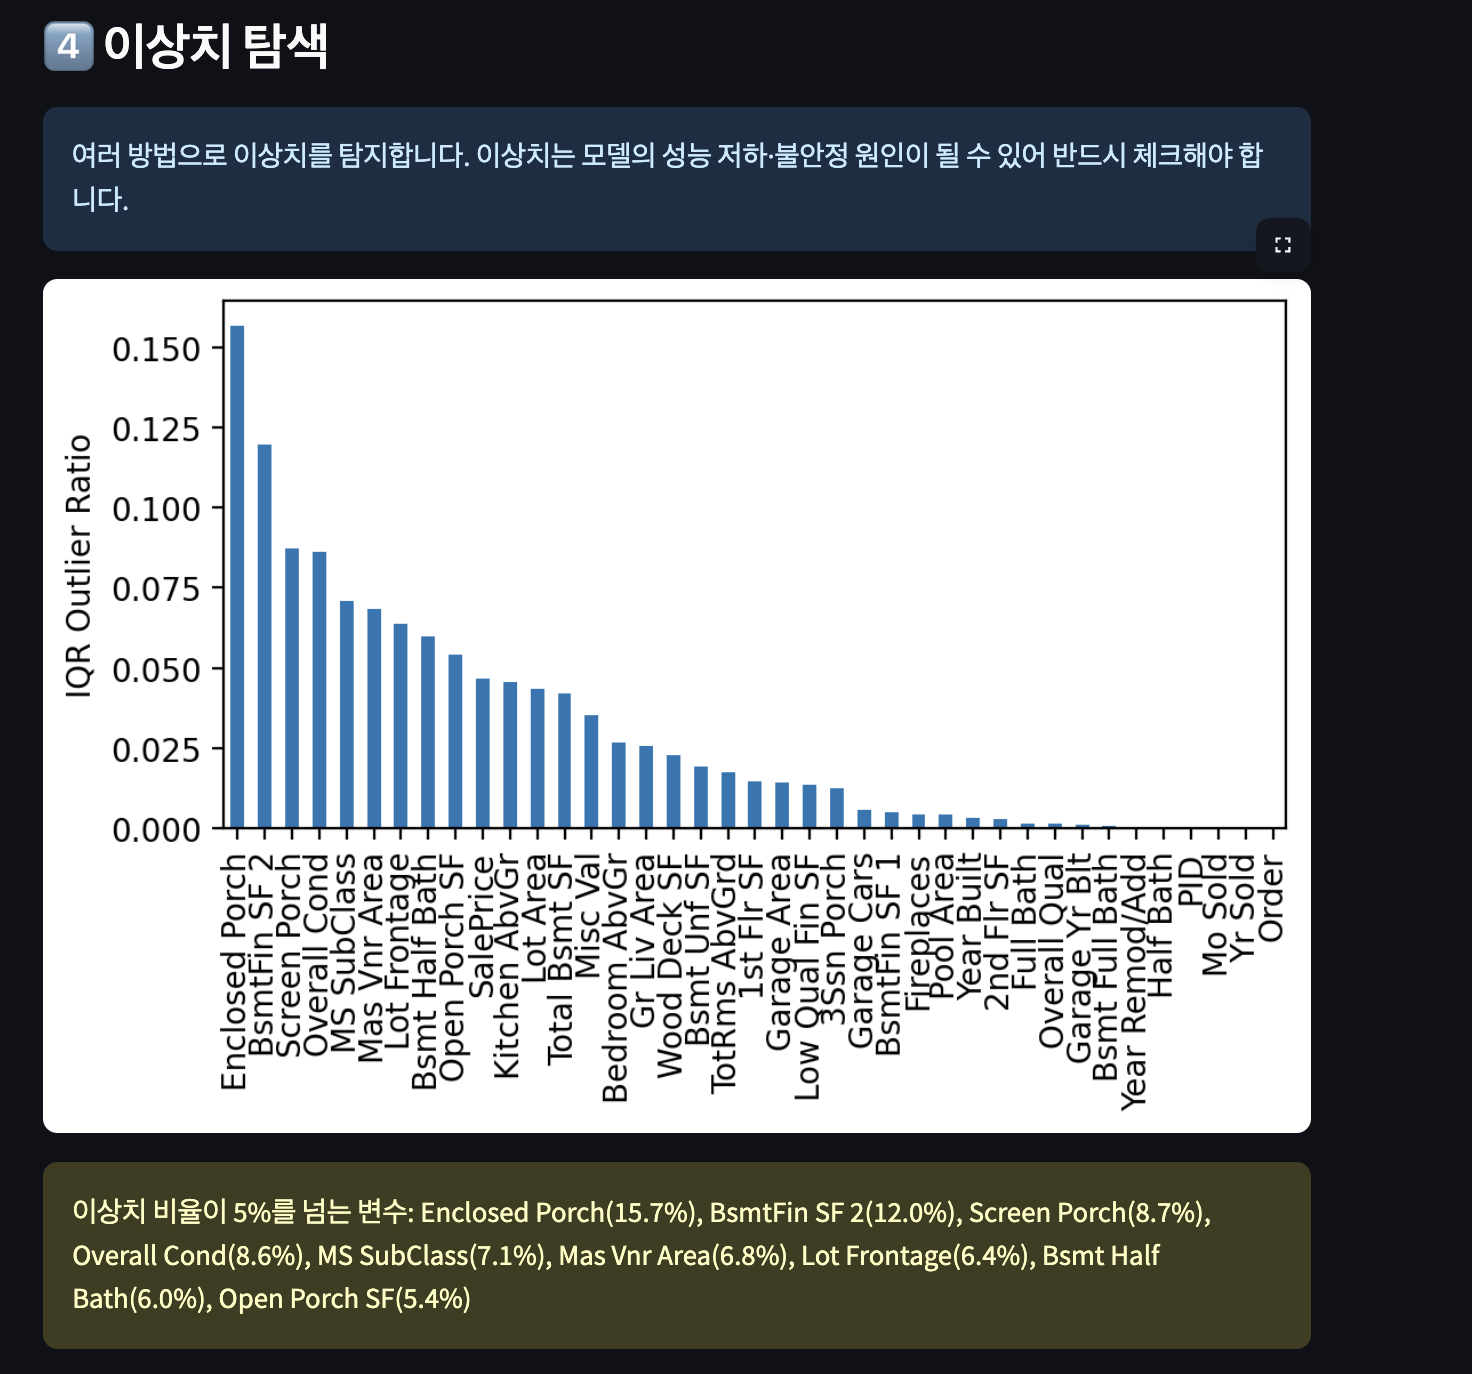 4 이상치 탐색
여러 방법으로 이상치를 탐지합니다. 이상치는 모델의 성능 저하·불안정 원인이 될 수 있어 반드시 체크해야 합
니다.
IQR Outlier Ratio
0.150
0.125
0.100
0.075
0.050
0.025
0.000
Enclosed Porch
BsmtFin SF 2
Screen Porch
Overall Cond
MS SubClass
Mas Vnr Area
Lot Frontage
Bsmt Half Bath
Open Porch SF
SalePrice
Kitchen AbvGr
Lot Area
Total Bsmt SF
Misc Val
Bedroom AbvGr
Gr Liv Area
Wood Deck SF
Bsmt Unf SF
TotRms AbvGrd
1st Flr SF
Garage Area
Low Qual Fin SF
3Ssn Porch
Garage Cars
BsmtFin SF 1
Fireplaces
Pool Area
Year Built
2nd Flr SF
Full Bath
Overall Qual
Garage Yr Blt
Bsmt Full Bath
Year Remod/Add
Half Bath
PID
Mo Sold
Yr Sold
Order
이상치 비율이 5%를 넘는 변수: Enclosed Porch(15.7%), BsmtFin SF 2(12.0%), Screen Porch(8.7%),
Overall Cond(8.6%), MS SubClass(7.1%), Mas Vnr Area(6.8%), Lot Frontage(6.4%), Bsmt Half
Bath(6.0%), Open Porch SF(5.4%)